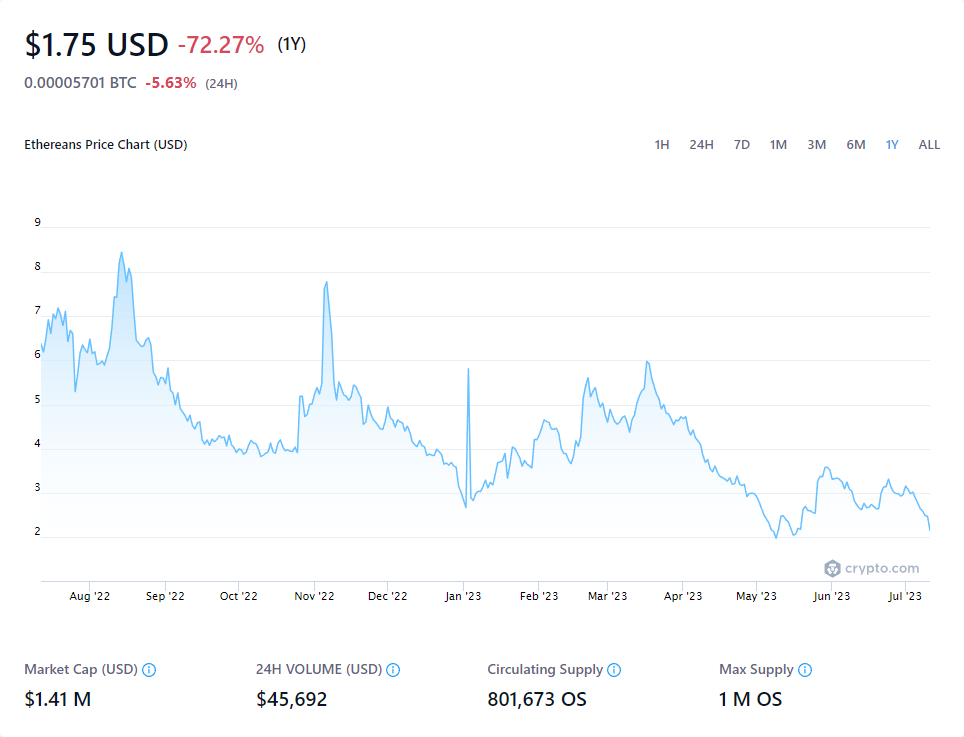 $1.75 USD -72.27% (1Y)
0.00005701 BTC -5.63% (24H)
Ethereans Price Chart (USD) 1H 24H 7D 1M 3M 6M 1Y ALL
9
8
7
6
5
4
3
2
crypto.com
Aug '22 Sep '22 Oct '22 Nov '22 Dec '22 Jan '23 Feb '23 Mar '23 Apr '23 May '23 Jun '23 Jul '23
Market Cap (USD) 24H VOLUME (USD) Circulating Supply Max Supply
$1.41 M $45,692 801,673 OS 1 M OS